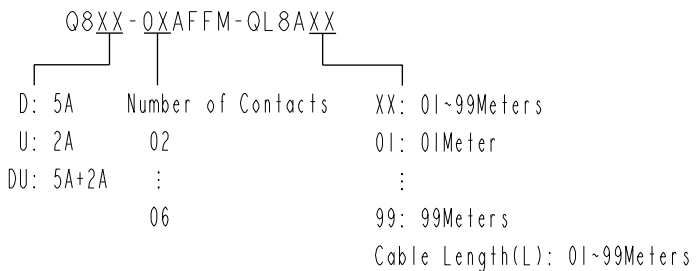 Q8XX-0XAFFM-QL8AXX
D: 5A Number of Contacts XX: 01~99Meters
U: 2A 02 01: 01Meter
DU: 5A+2A ⋮ ⋮
06 99: 99Meters
Cable Length(L): 01~99Meters